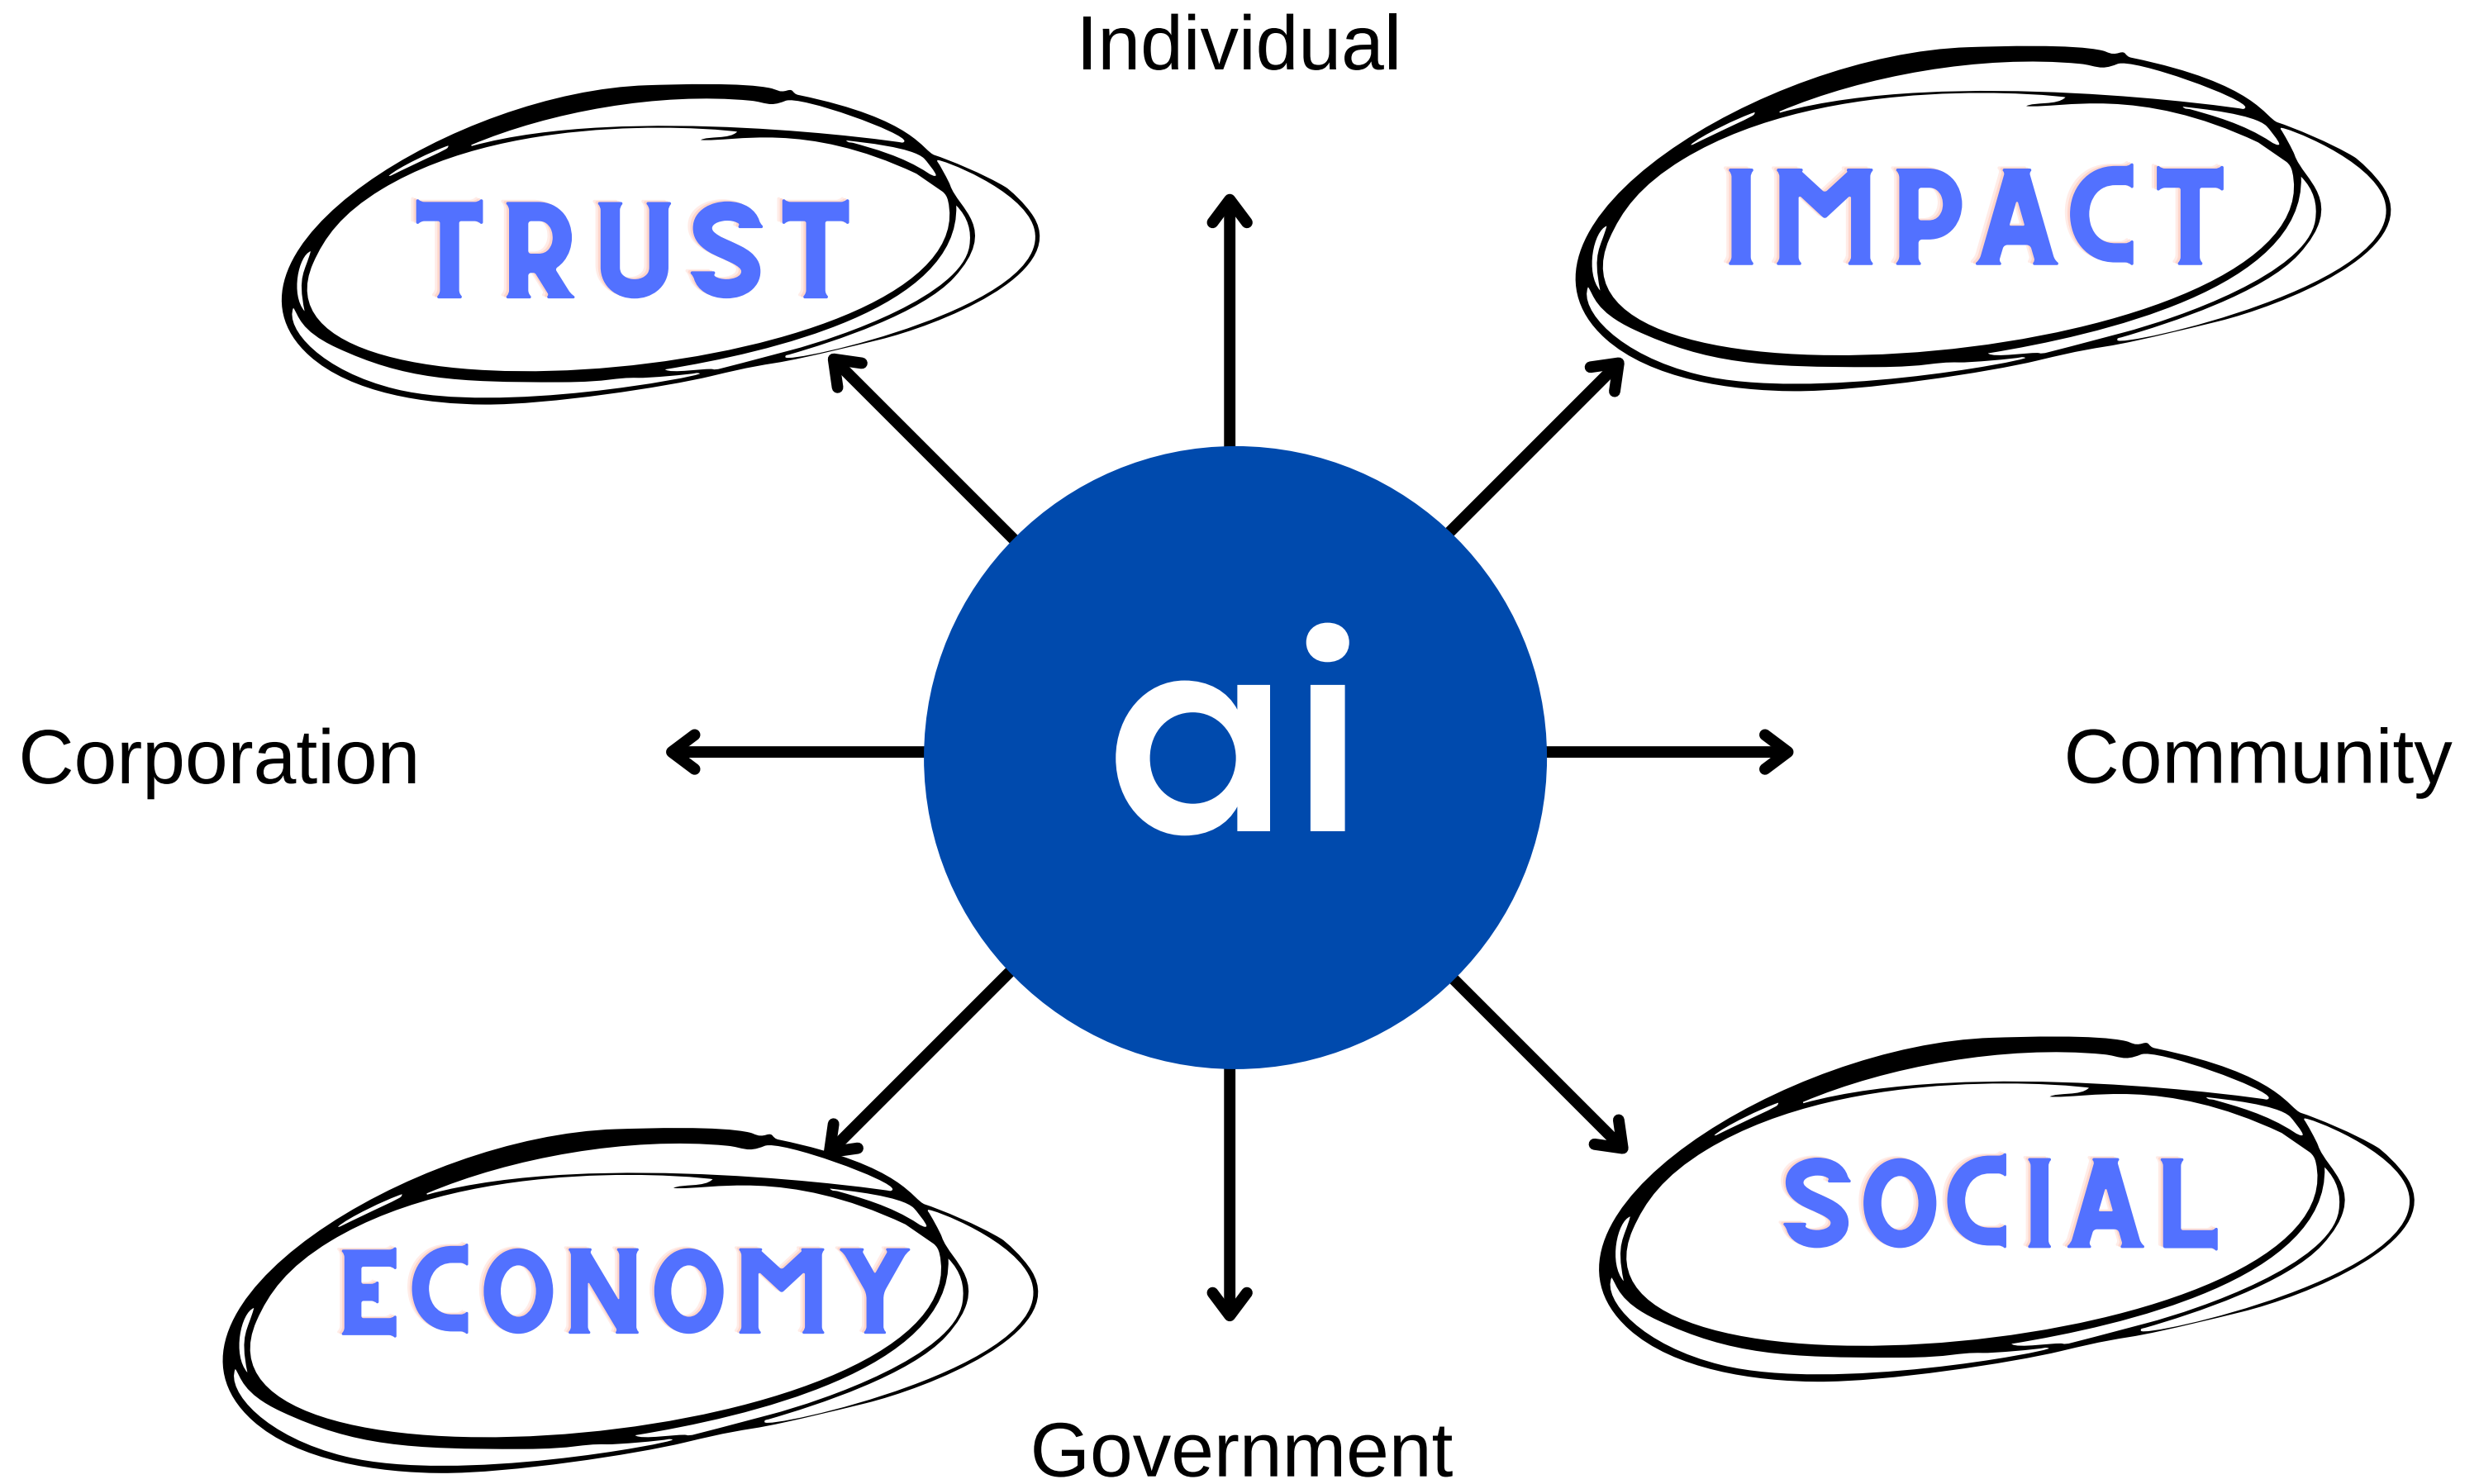 Individual
TRUST
IMPACT
ai
Corporation
Community
ECONOMY
SOCIAL
Government